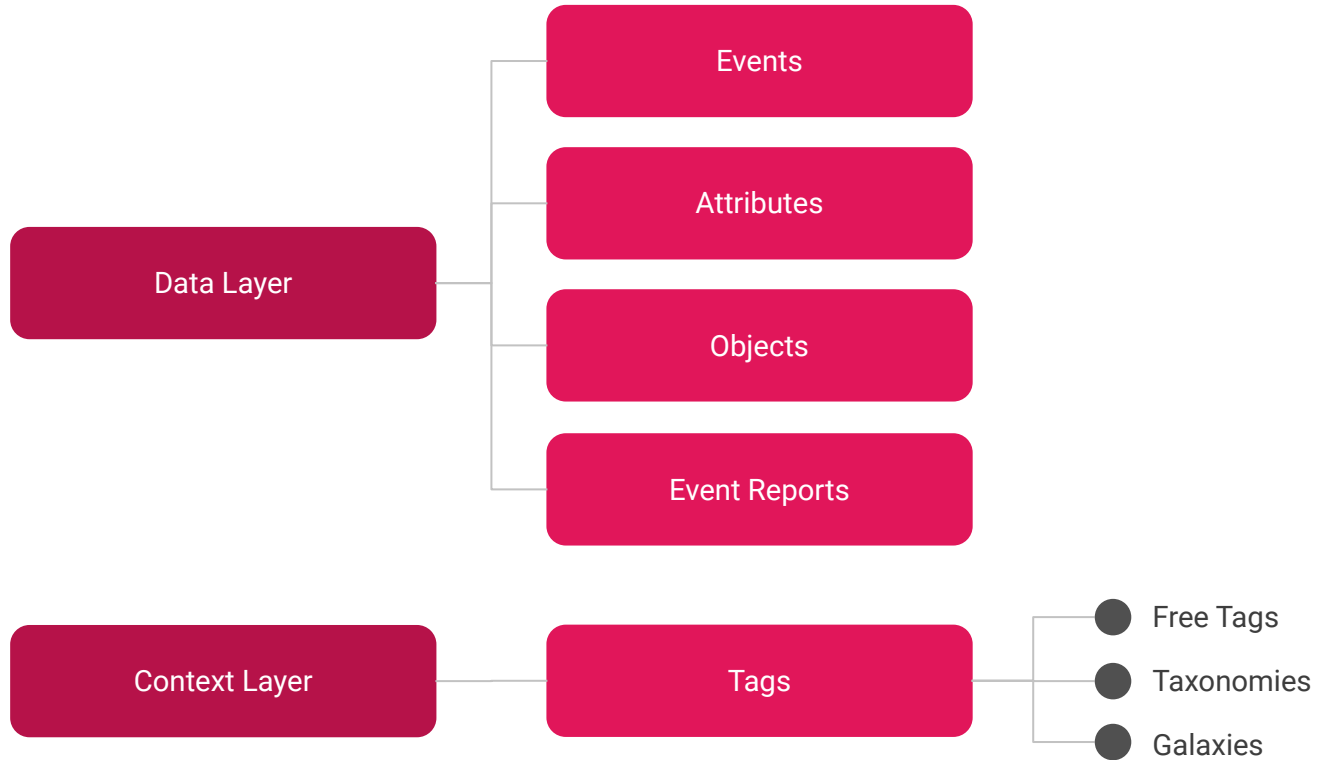 Events
Attributes
Data Layer
Objects
Event Reports
Free Tags
Context Layer
Tags
Taxonomies
Galaxies